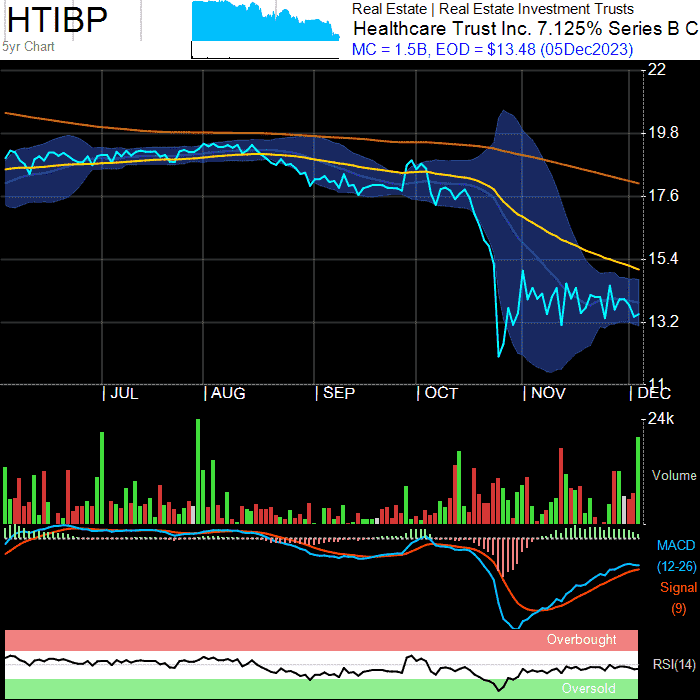 HTIBP
5yr Chart
Real Estate | Real Estate Investment Trusts
Healthcare Trust Inc. 7.125% Series B C
MC = 1.5B, EOD = $13.48 (05Dec2023)
22
19.8
17.6
15.4
13.2
11
JUL AUG SEP OCT NOV DEC
24k
Volume
MACD
(12-26)
Signal
(9)
Overbought
RSI(14)
Oversold